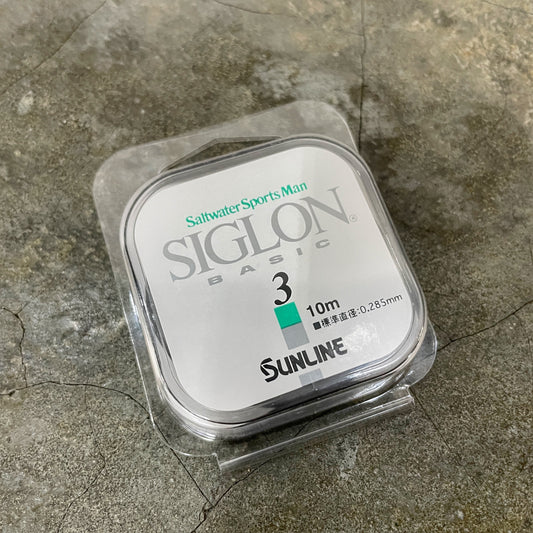 Saltwater Sports Man
SIGLON®
BASIC
3
10m
■標準直径:0.285mm
SUNLINE